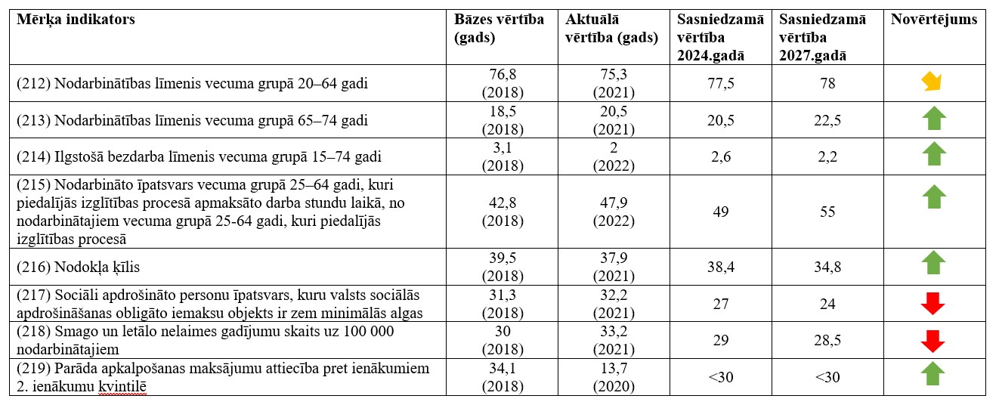 Mērķa indikators
Bāzes vērtība
(gads)
Aktuālā
vērtība (gads)
Sasniedzamā
vērtība
2024.gadā
Sasniedzamā
vērtība
2027.gadā
Novērtējums
(212) Nodarbinātības līmenis vecuma grupā 20–64 gadi
76,8
(2018)
75,3
(2021)
77,5
78
(213) Nodarbinātības līmenis vecuma grupā 65–74 gadi
18,5
(2018)
20,5
(2021)
20,5
22,5
(214) Ilgstošā bezdarba līmenis vecuma grupā 15–74 gadi
3,1
(2018)
2
(2022)
2,6
2,2
(215) Nodarbināto īpatsvars vecuma grupā 25–64 gadi, kuri
piedalījās izglītības procesā apmaksāto darba stundu laikā, no
nodarbinātajiem vecuma grupā 25-64 gadi, kuri piedalījās
izglītības procesā
42,8
(2018)
47,9
(2022)
49
55
(216) Nodokļa ķīlis
39,5
(2018)
37,9
(2021)
38,4
34,8
(217) Sociāli apdrošināto personu īpatsvars, kuru valsts sociālās
apdrošināšanas obligāto iemaksu objekts ir zem minimālās algas
31,3
(2018)
32,2
(2021)
27
24
(218) Smago un letālo nelaimes gadījumu skaits uz 100 000
nodarbinātajiem
30
(2018)
33,2
(2021)
29
28,5
(219) Parāda apkalpošanas maksājumu attiecība pret ienākumiem
2. ienākumu kvintilē
34,1
(2018)
13,7
(2020)
<30
<30